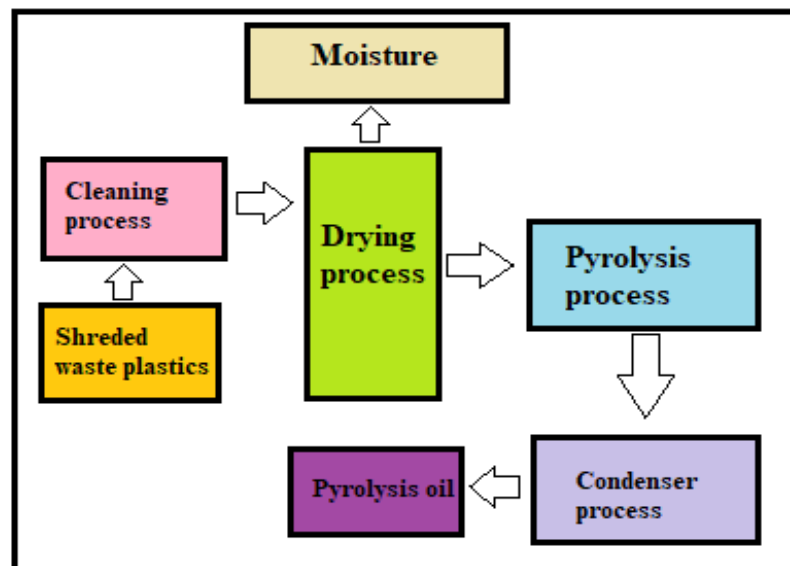 Moisture
Cleaning
process
Drying
process
Pyrolysis
process
Shreded
waste plastics
Pyrolysis oil
Condenser
process